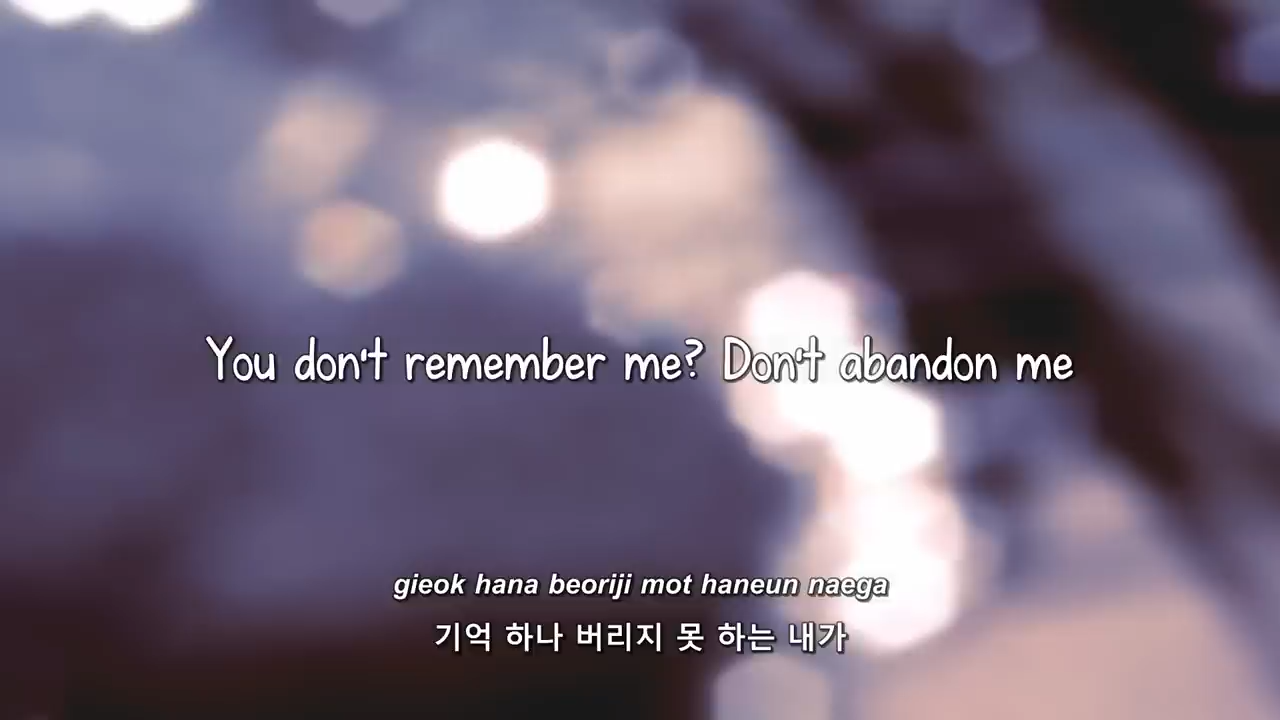 You don't remember me? Don't abandon me
gieok hana beoriji mot haneun naega
기억 하나 버리지 못 하는 내가